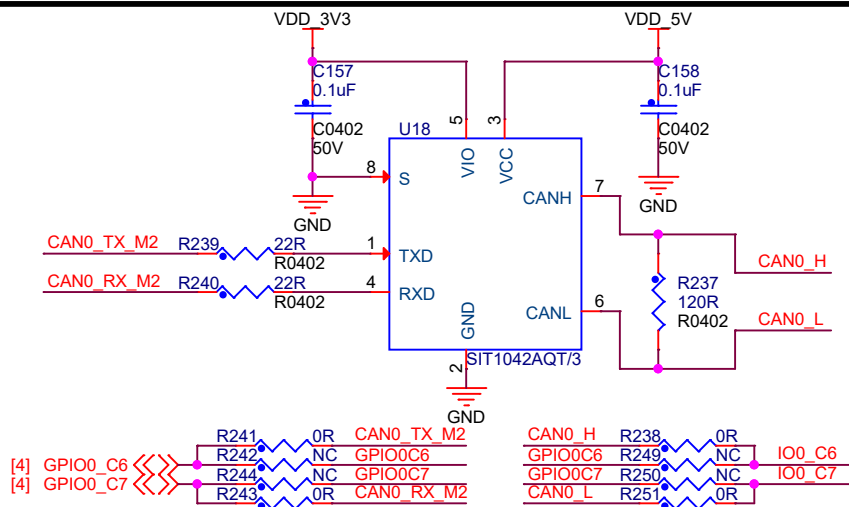 VDD_3V3
VDD_5V
C157
0.1uF
C0402
50V
C158
0.1uF
C0402
50V
U18
5
3
VIO
VCC
8
S
GND
GND
CANH
7
CAN0_TX_M2
R239
22R
R0402
1
TXD
CAN0_RX_M2
R240
22R
R0402
4
RXD
CANL
6
GND
2
SIT1042AQT/3
GND
CAN0_H
R237
120R
R0402
CAN0_L
R241
0R
CAN0_TX_M2
R242
NC
GPIO0C6
R244
NC
GPIO0C7
R243
0R
CAN0_RX_M2
[4] GPIO0_C6
[4] GPIO0_C7
CAN0_H
R238
0R
GPIO0C6
R249
NC
IO0_C6
GPIO0C7
R250
NC
IO0_C7
CAN0_L
R251
0R